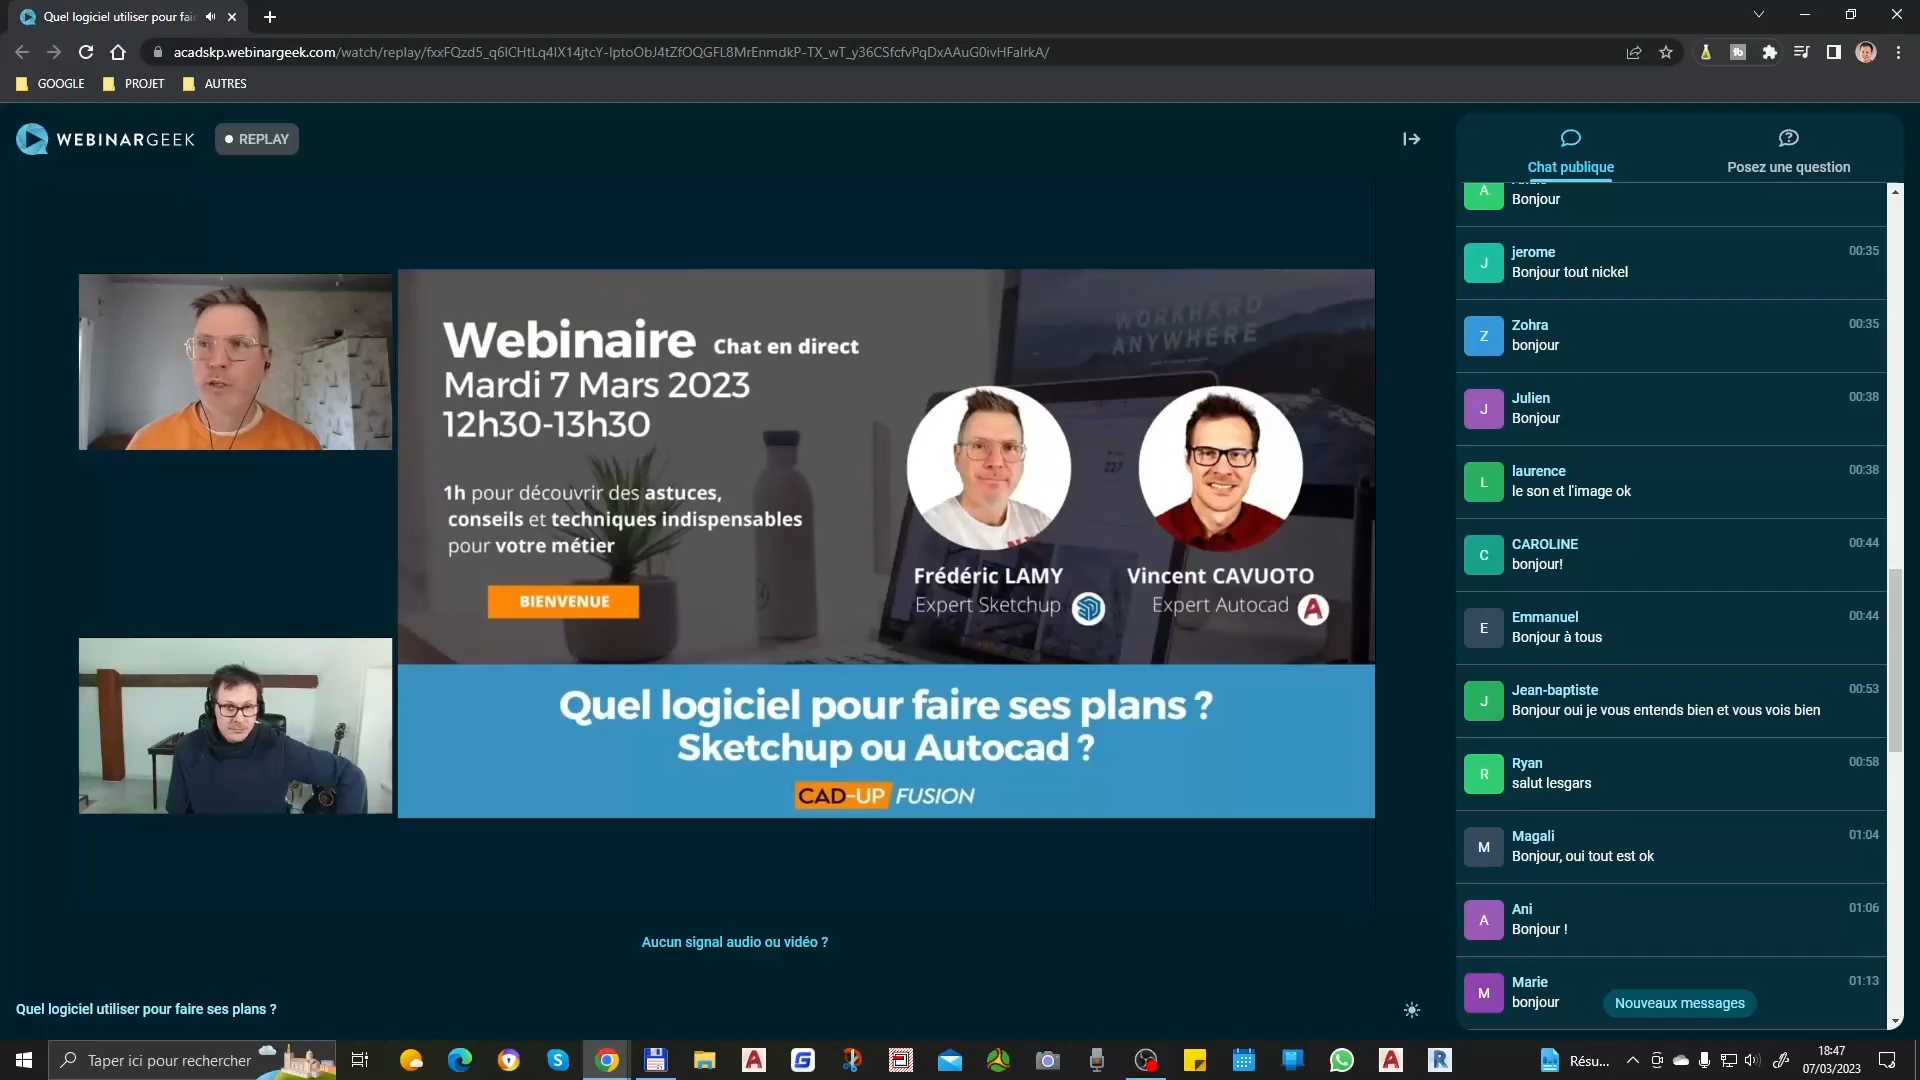 Quel logiciel utiliser pour fai
acadskp.webinargeek.com/watch/replay/fxxFQzd5_q6lCHtLq4IX14jtcY-IptoObJ4tZfOQGFL8MrEnmdkP-TX_wT_y36CSfcfvPqDxAAuG0ivHFaIrkA/
GOOGLE
PROJET
AUTRES
WEBINARGEEK
REPLAY
Webinaire Chat en direct
Mardi 7 Mars 2023
12h30-13h30
1h pour découvrir des astuces,
conseils et techniques indispensables
pour votre métier
BIENVENUE
WORKHARD
ANYWHERE
227
Frédéric LAMY
Expert Sketchup
Vincent CAVUOTO
Expert Autocad
Quel logiciel pour faire ses plans ?
Sketchup ou Autocad ?
CAD-UP FUSION
Aucun signal audio ou vidéo ?
Quel logiciel utiliser pour faire ses plans ?
Chat publique
Posez une question
A
Bonjour
J
jerome 00:35
Bonjour tout nickel
Z
Zohra 00:35
bonjour
J
Julien 00:38
Bonjour
L
laurence 00:38
le son et l'image ok
C
CAROLINE 00:44
bonjour!
E
Emmanuel 00:44
Bonjour à tous
J
Jean-baptiste 00:53
Bonjour oui je vous entends bien et vous vois bien
R
Ryan 00:58
salut lesgars
M
Magali 01:04
Bonjour, oui tout est ok
A
Ani 01:06
Bonjour !
M
Marie 01:13
bonjour
Nouveaux messages
Taper ici pour rechercher
Résu...
18:47
07/03/2023